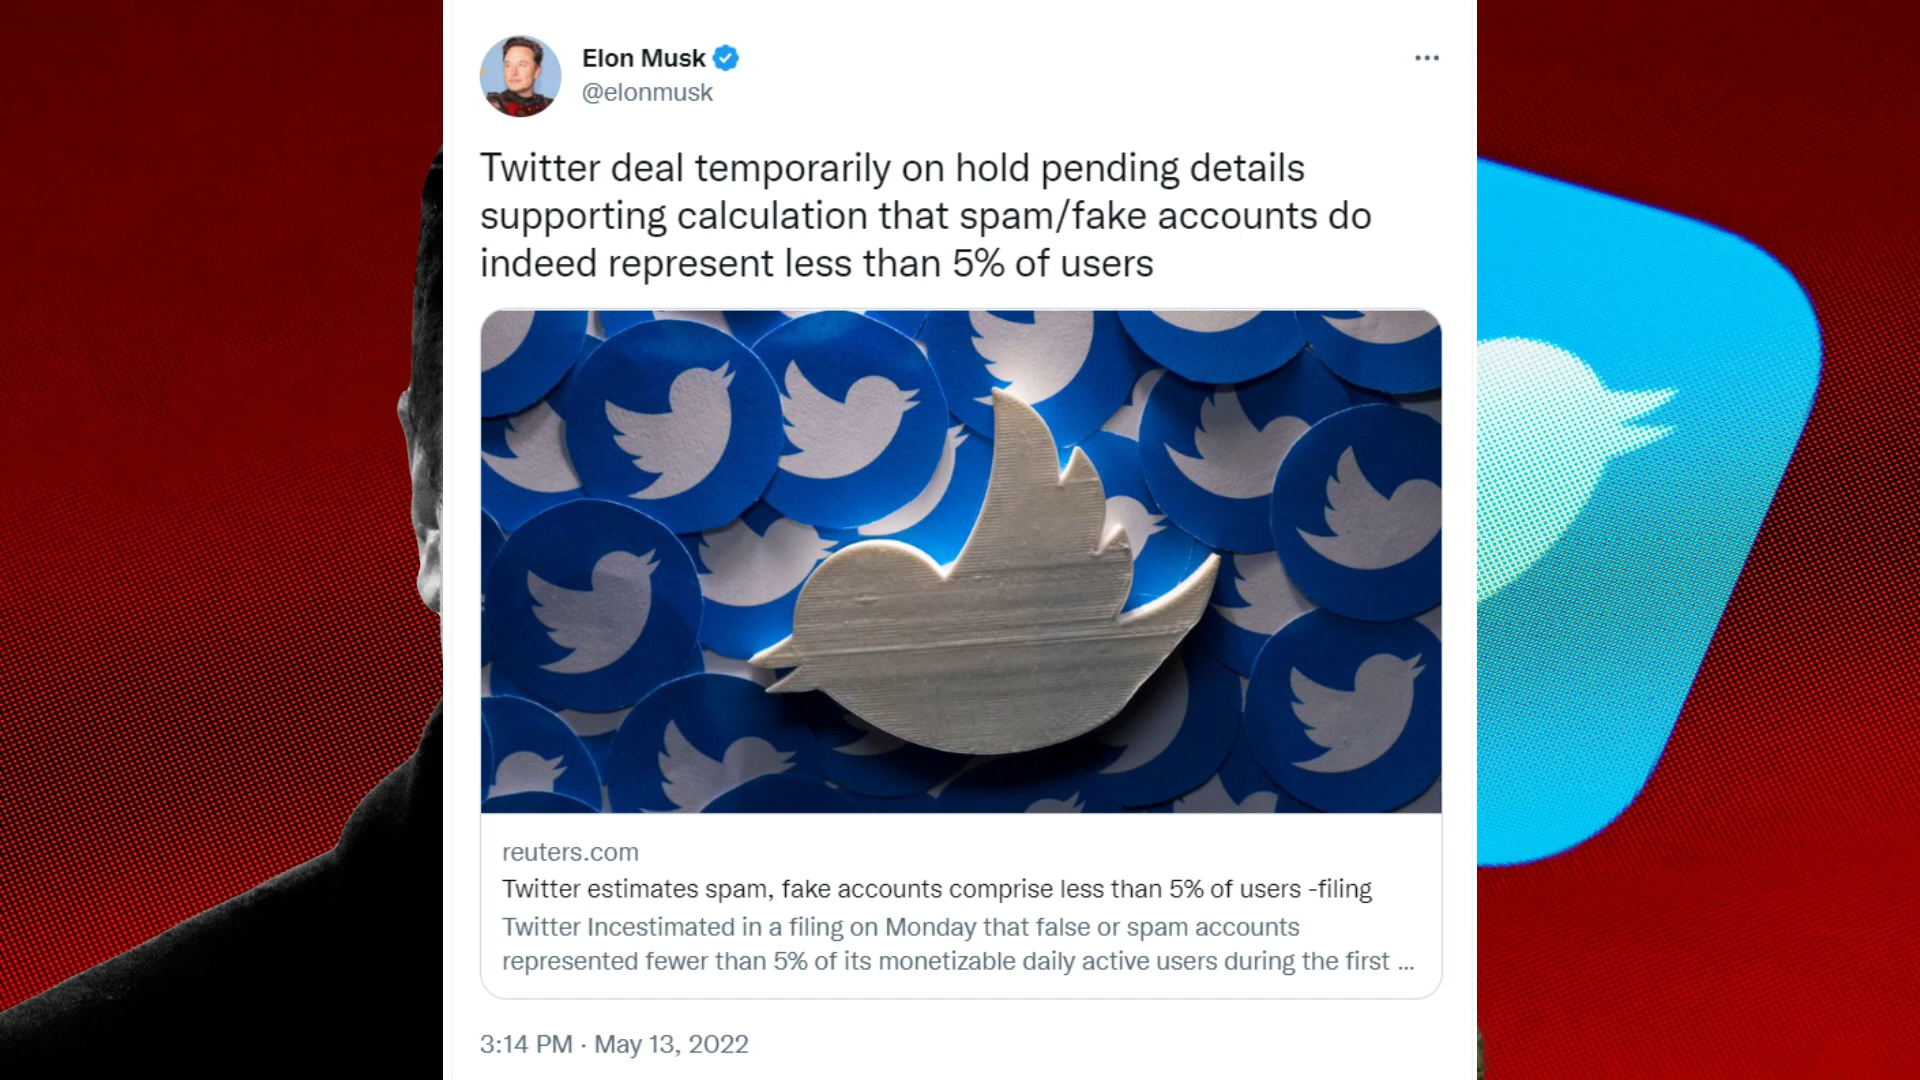 Elon Musk
@elonmusk
Twitter deal temporarily on hold pending details
supporting calculation that spam/fake accounts do
indeed represent less than 5% of users
reuters.com
Twitter estimates spam, fake accounts comprise less than 5% of users -filing
Twitter Incestimated in a filing on Monday that false or spam accounts
represented fewer than 5% of its monetizable daily active users during the first ...
3:14 PM · May 13, 2022